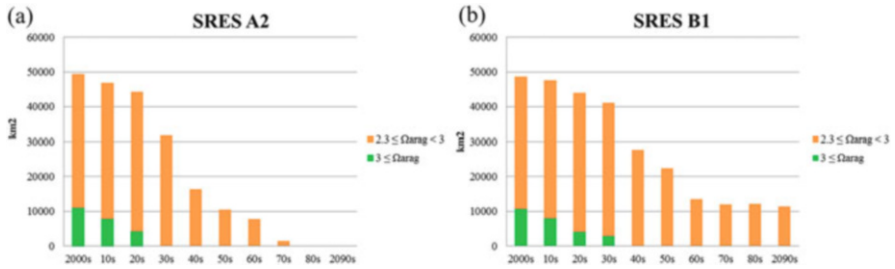 (a)
SRES A2
60000
50000
40000
30000
20000
10000
0
km2
2000s 10s 20s 30s 40s 50s 60s 70s 80s 2090s
2.3 ≤ Ωarag < 3
3 ≤ Ωarag
(b)
SRES B1
60000
50000
40000
30000
20000
10000
0
km2
2000s 10s 20s 30s 40s 50s 60s 70s 80s 2090s
2.3 ≤ Ωarag < 3
3 ≤ Ωarag